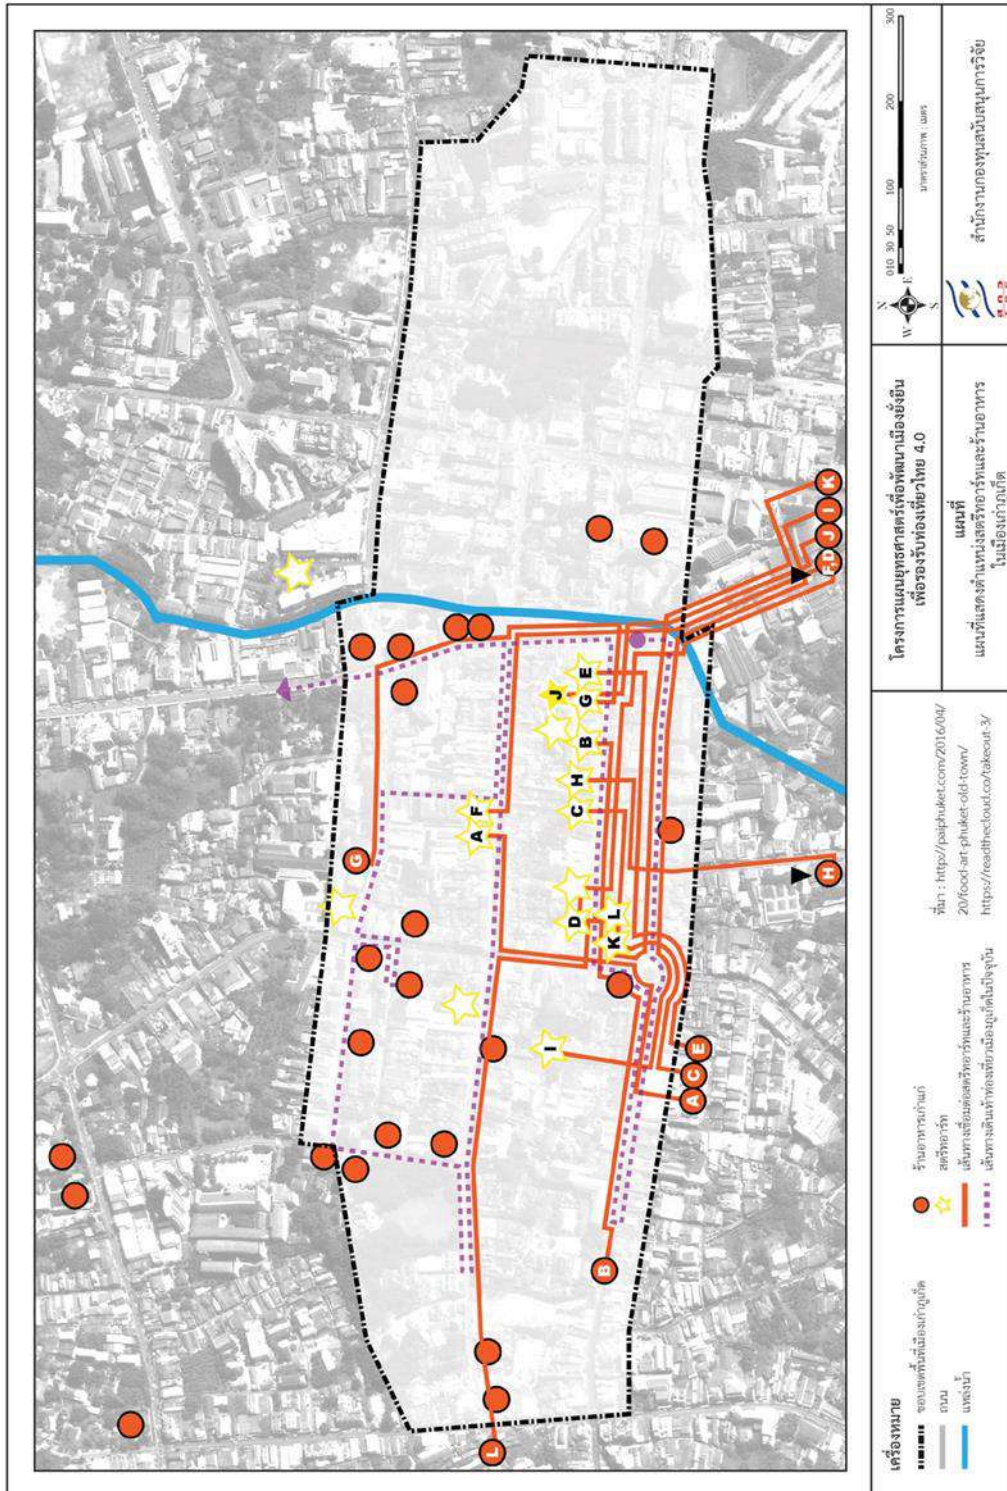 G
A
F
J
E
G
B
H
C
D
L
K
I
L
B
A
C
E
H
F
D
J
I
K
เครื่องหมาย
ขอบเขตพื้นที่เมืองเก่าภูเก็ต
ถนน
แหล่งน้ำ
ร้านอาหารเก่าแก่
สตรีทอาร์ท
เส้นทางเชื่อมต่อสตรีทอาร์ทและร้านอาหาร
เส้นทางเดินเท้าท่องเที่ยวเมืองภูเก็ตในปัจจุบัน
ที่มา : http://paiphuket.com/2016/04/
20/food-art-phuket-old-town/
https://readthecloud.co/takeout-3/
โครงการแผนยุทธศาสตร์เพื่อพัฒนาเมืองยั่งยืน
เพื่อรองรับท่องเที่ยวไทย 4.0
แผนที่
แผนที่แสดงตำแหน่งสตรีทอาร์ทและร้านอาหาร
ในเมืองเก่าภูเก็ต
N
W
E
S
0 10 30 50 100 200 300
มาตราส่วนภาพ : เมตร
สกว
สำนักงานกองทุนสนับสนุนการวิจัย